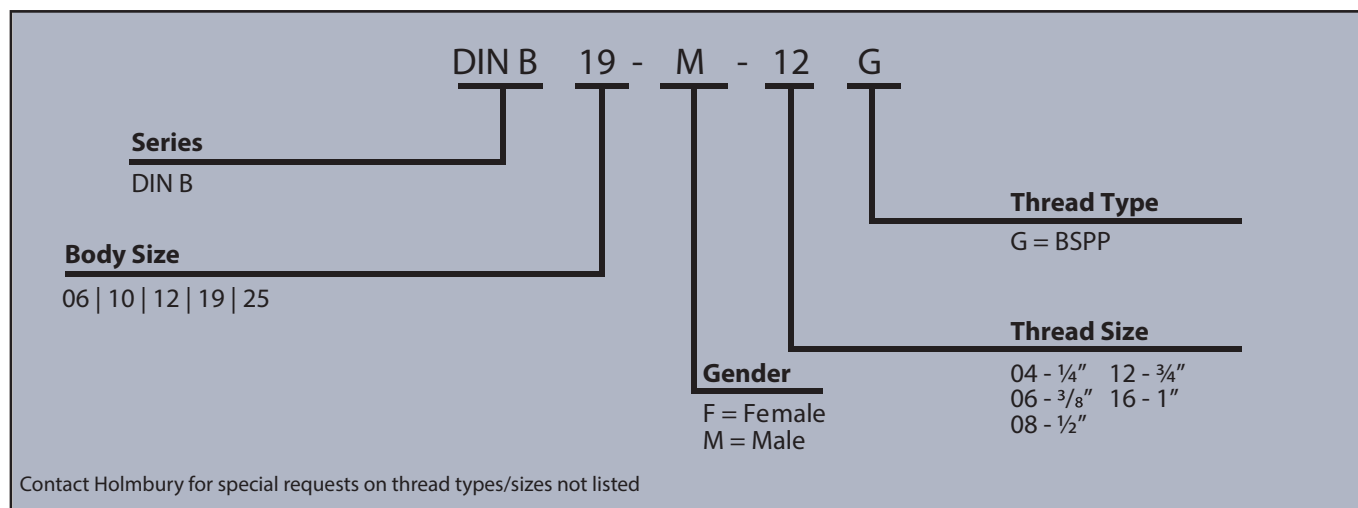 DIN B 19 - M - 12 G
Series
DIN B
Body Size
06 | 10 | 12 | 19 | 25
Gender
F = Female
M = Male
Thread Type
G = BSPP
Thread Size
04 - ¼″ 12 - ¾″
06 - ³/₈″ 16 - 1″
08 - ½″
Contact Holmbury for special requests on thread types/sizes not listed